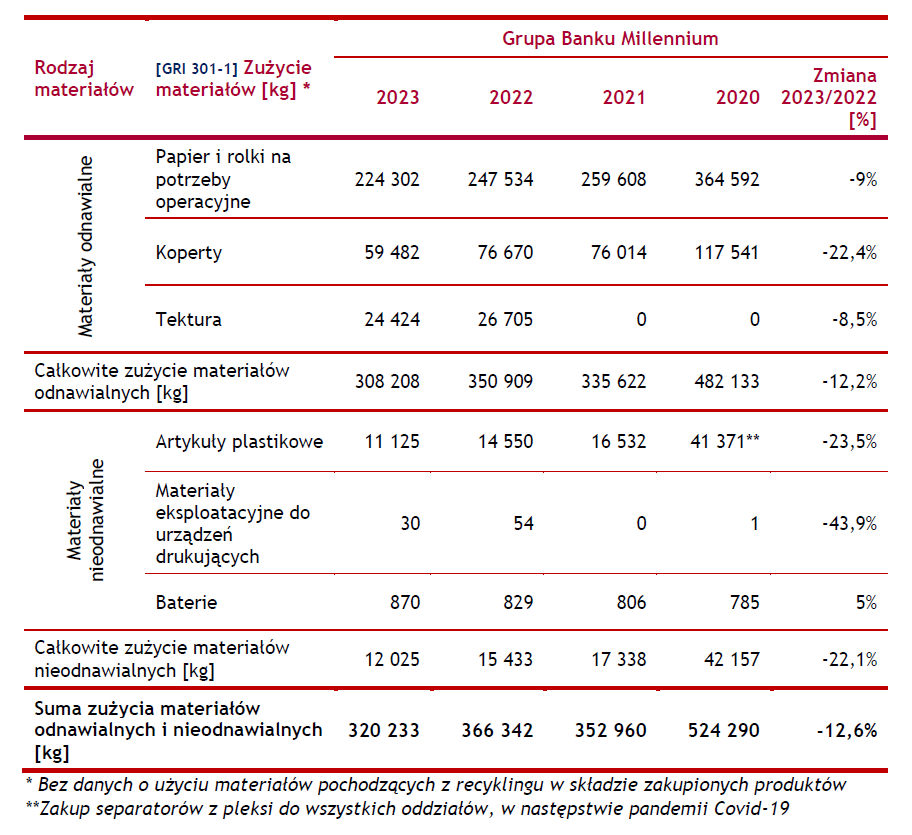 Grupa Banku Millennium
Rodzaj materiałów [GRI 301-1] Zużycie materiałów [kg] * 2023 2022 2021 2020 Zmiana 2023/2022 [%]
Materiały odnawialne
Papier i rolki na potrzeby operacyjne 224 302 247 534 259 608 364 592 -9%
Koperty 59 482 76 670 76 014 117 541 -22,4%
Tektura 24 424 26 705 0 0 -8,5%
Całkowite zużycie materiałów odnawialnych [kg] 308 208 350 909 335 622 482 133 -12,2%
Materiały nieodnawialne
Artykuły plastikowe 11 125 14 550 16 532 41 371** -23,5%
Materiały eksploatacyjne do urządzeń drukujących 30 54 0 1 -43,9%
Baterie 870 829 806 785 5%
Całkowite zużycie materiałów nieodnawialnych [kg] 12 025 15 433 17 338 42 157 -22,1%
Suma zużycia materiałów odnawialnych i nieodnawialnych [kg] 320 233 366 342 352 960 524 290 -12,6%
* Bez danych o użyciu materiałów pochodzących z recyklingu w składzie zakupionych produktów
**Zakup separatorów z pleksi do wszystkich oddziałów, w następstwie pandemii Covid-19